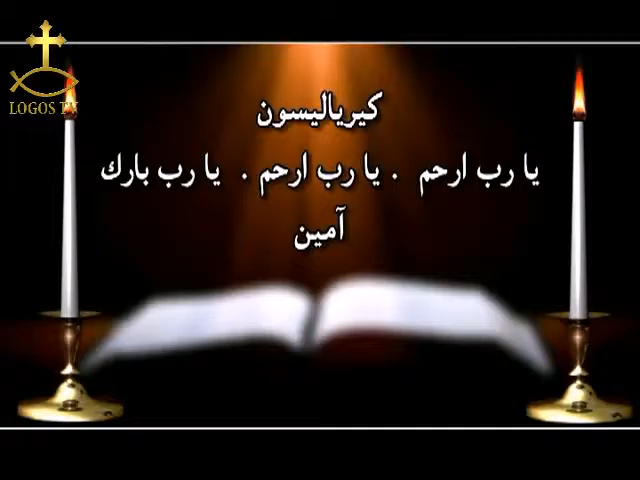 LOGOS TV
كيرياليسون
يا رب ارحم . يا رب ارحم . يا رب بارك
آمين